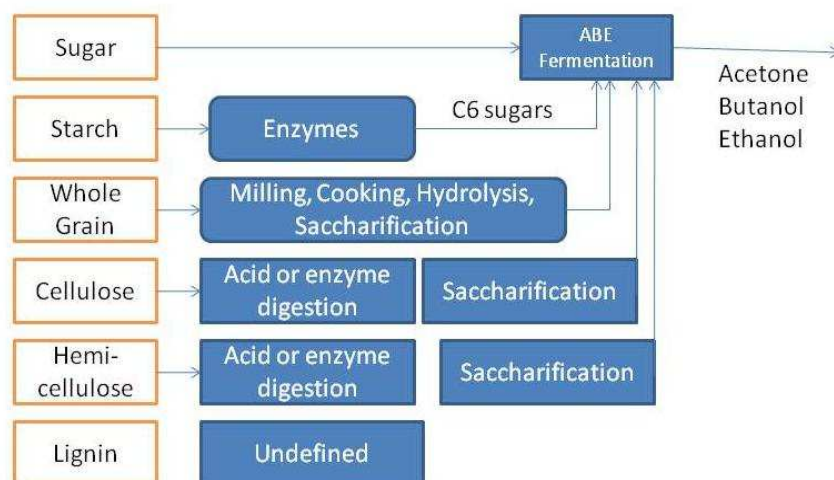 Sugar
ABE
Fermentation
Acetone
Butanol
Ethanol
Starch
Enzymes
C6 sugars
Whole
Grain
Milling, Cooking, Hydrolysis,
Saccharification
Cellulose
Acid or enzyme
digestion
Saccharification
Hemi-
cellulose
Acid or enzyme
digestion
Saccharification
Lignin
Undefined